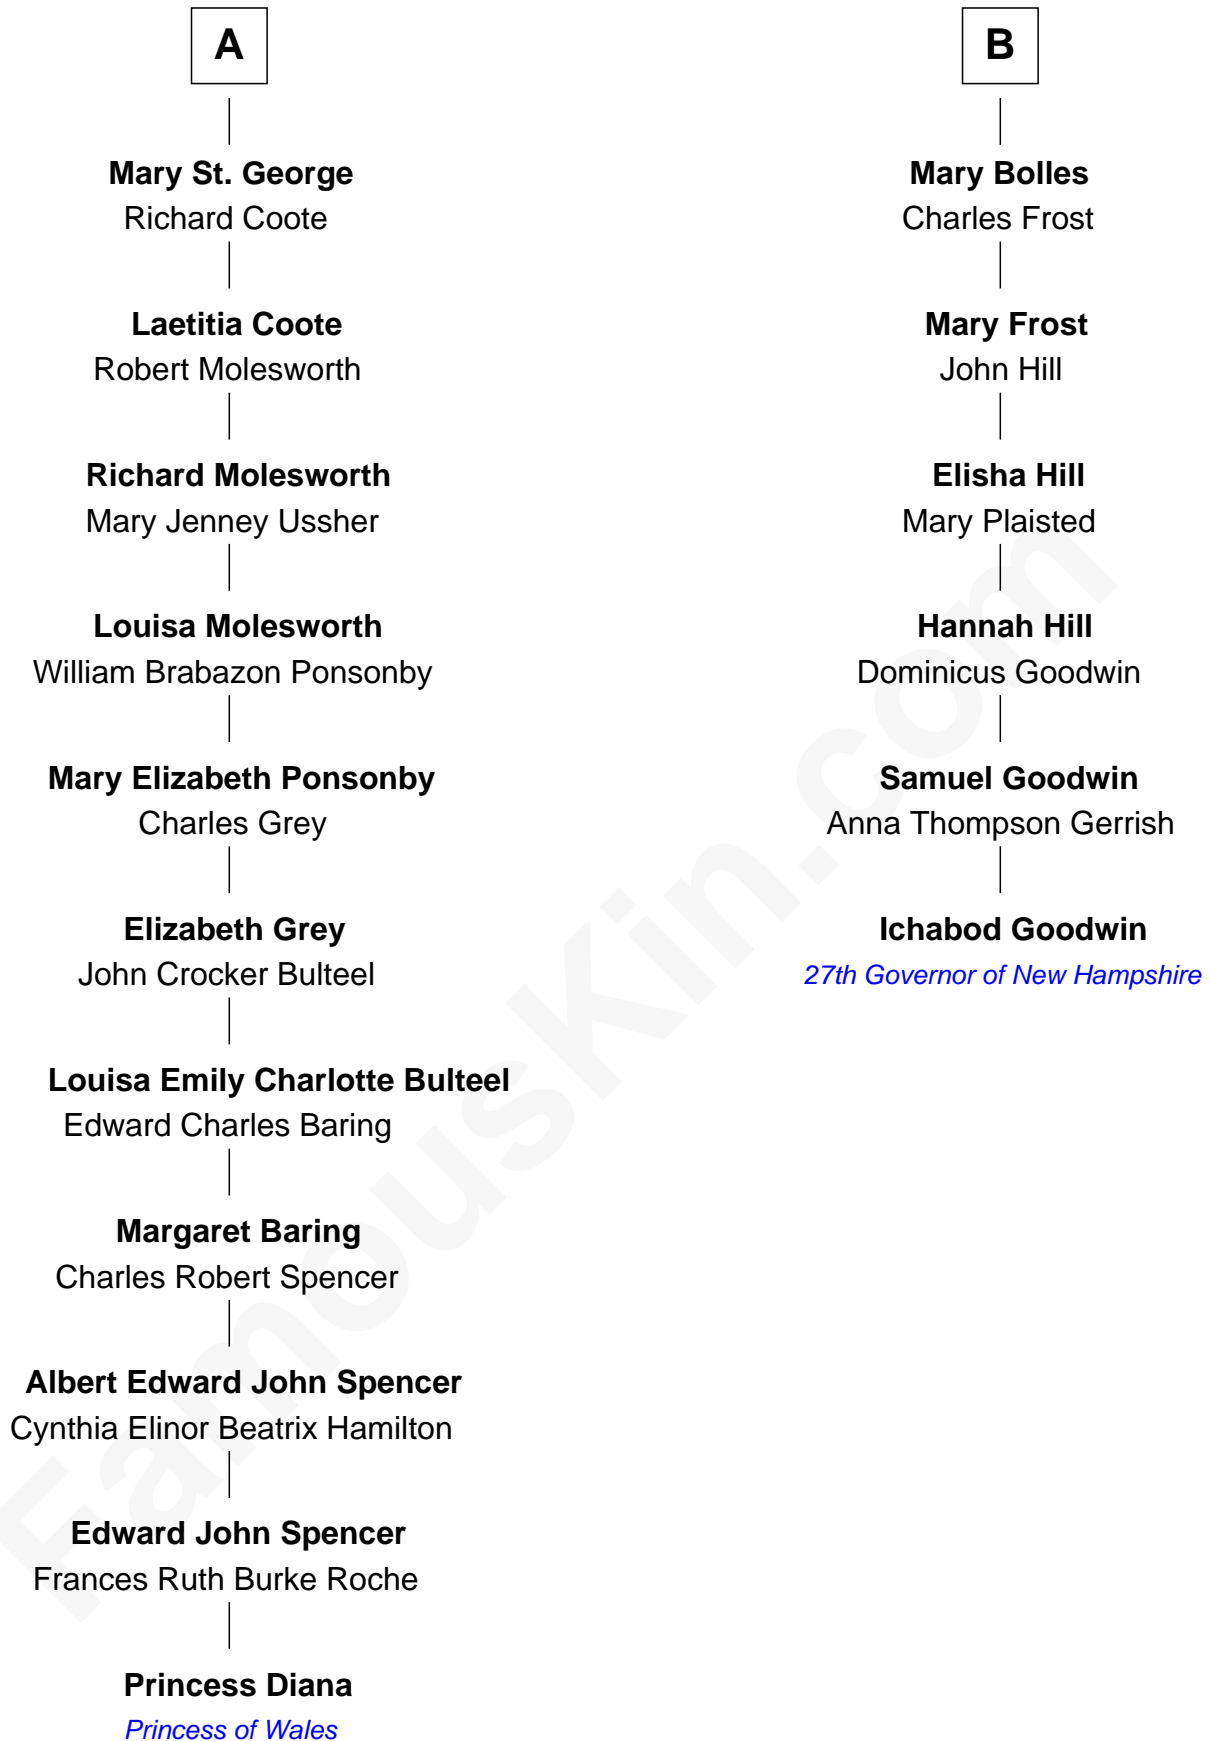 A
Mary St. George
Richard Coote
Laetitia Coote
Robert Molesworth
Richard Molesworth
Mary Jenney Ussher
Louisa Molesworth
William Brabazon Ponsonby
Mary Elizabeth Ponsonby
Charles Grey
Elizabeth Grey
John Crocker Bulteel
Louisa Emily Charlotte Bulteel
Edward Charles Baring
Margaret Baring
Charles Robert Spencer
Albert Edward John Spencer
Cynthia Elinor Beatrix Hamilton
Edward John Spencer
Frances Ruth Burke Roche
Princess Diana
Princess of Wales
B
Mary Bolles
Charles Frost
Mary Frost
John Hill
Elisha Hill
Mary Plaisted
Hannah Hill
Dominicus Goodwin
Samuel Goodwin
Anna Thompson Gerrish
Ichabod Goodwin
27th Governor of New Hampshire
FamousKin.com